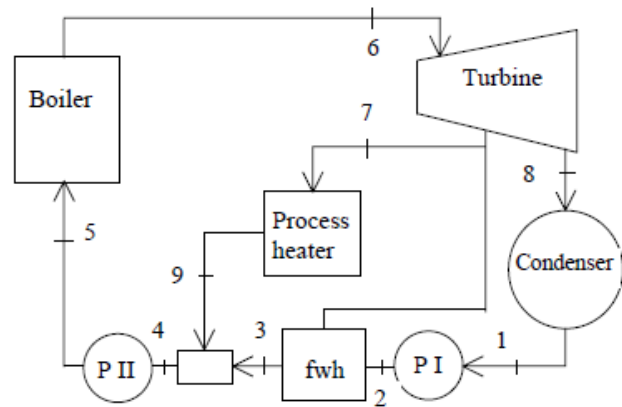 6
Turbine
Boiler
7
8
Process
heater
Condenser
5
9
4
3
1
P II
fwh
P I
2